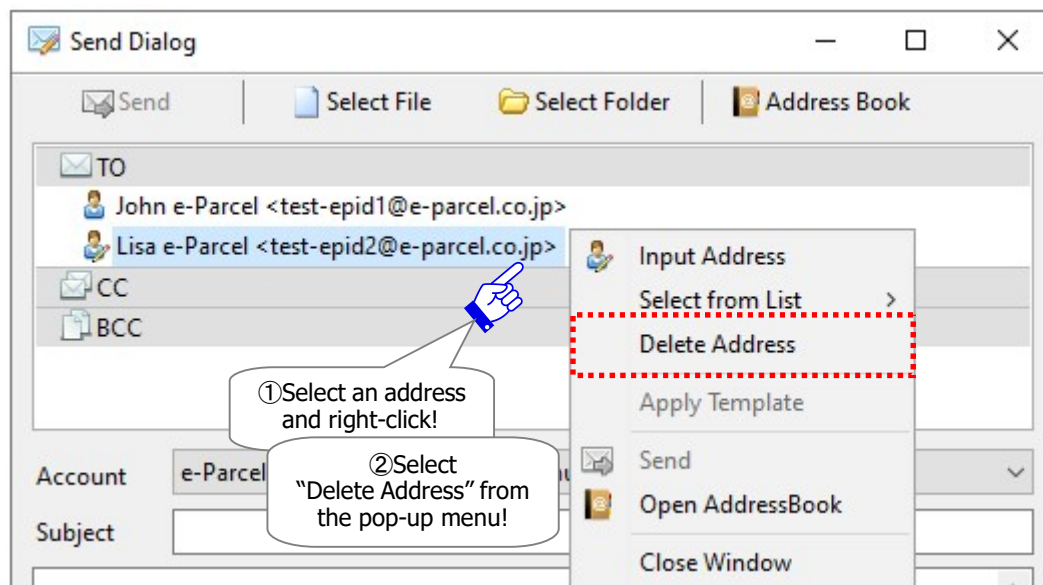 Send Dialog
Send
Select File
Select Folder
Address Book
TO
John e-Parcel <test-epid1@e-parcel.co.jp>
Lisa e-Parcel <test-epid2@e-parcel.co.jp>
CC
BCC
Input Address
Select from List
Delete Address
Apply Template
Send
Open AddressBook
Close Window
①Select an address
and right-click!
②Select
“Delete Address” from
the pop-up menu!
Account
e-Parcel
Subject